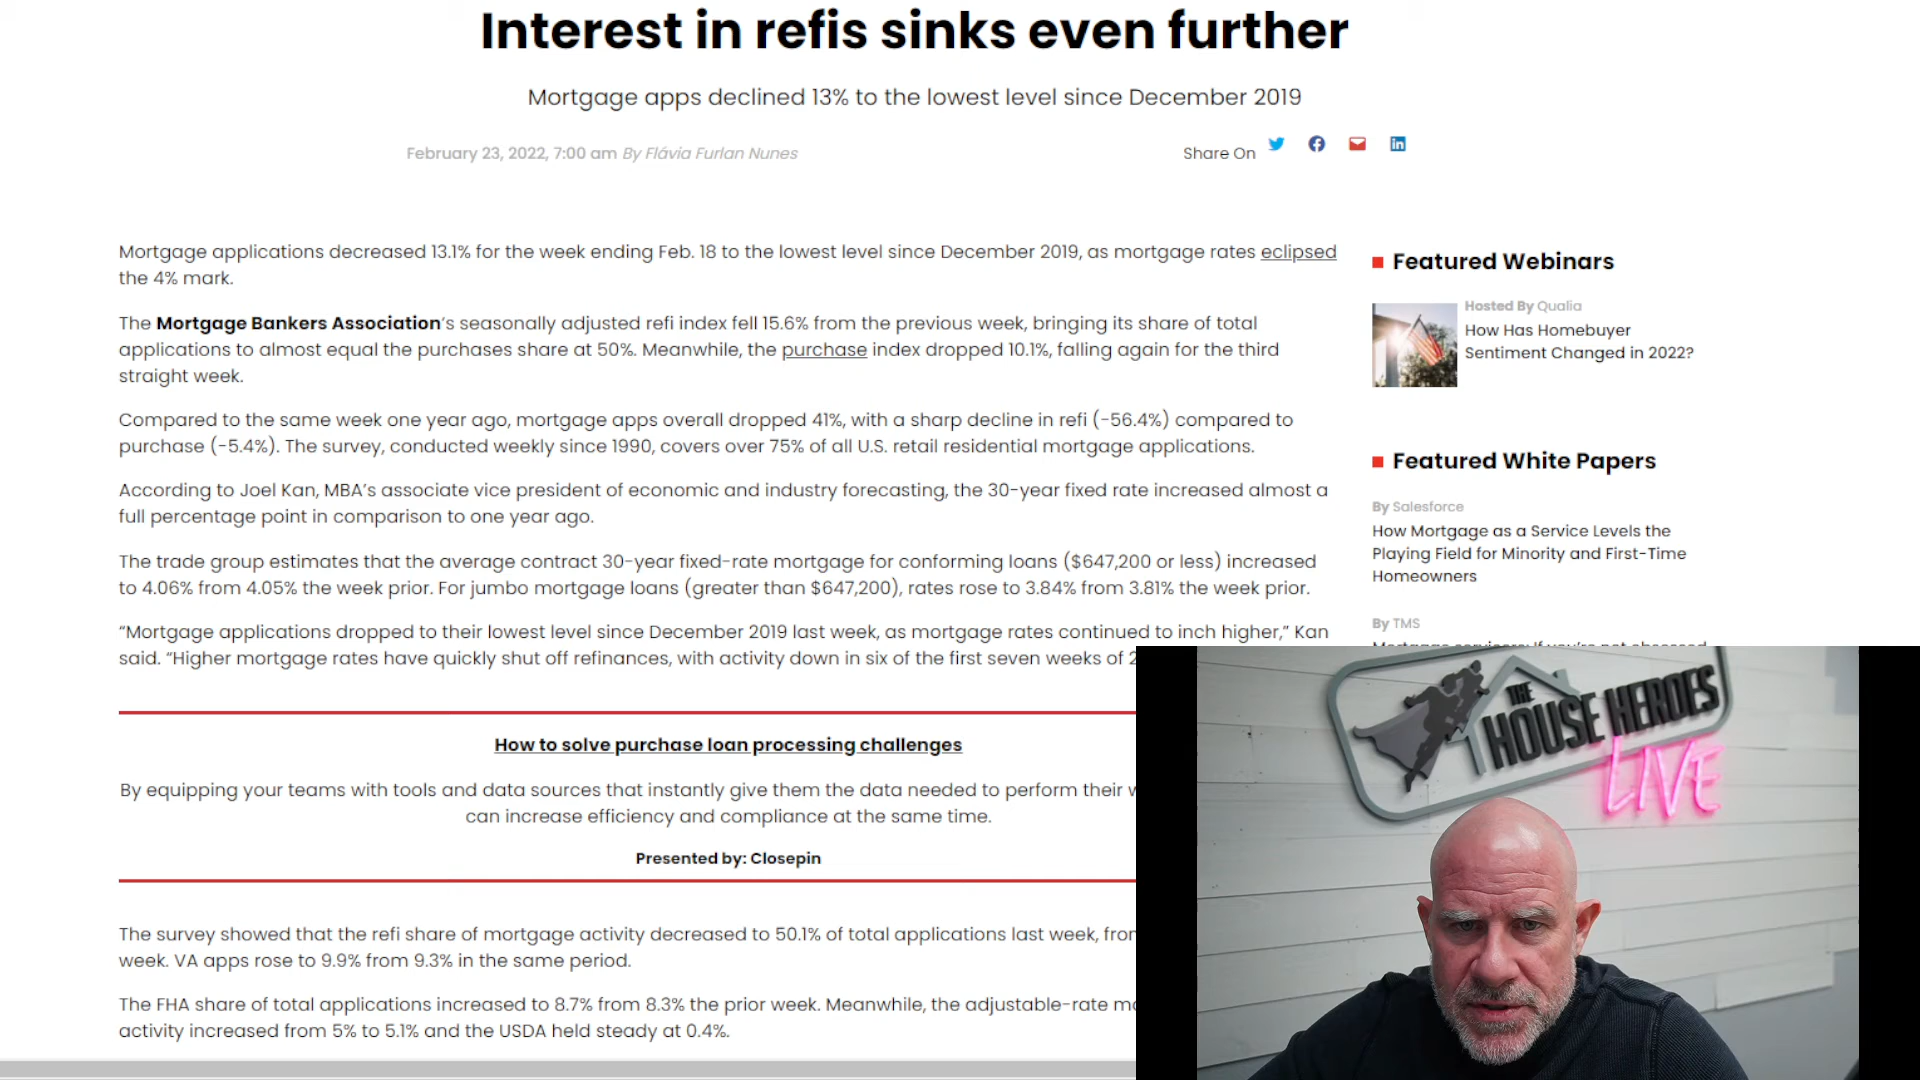 Interest in refis sinks even further
Mortgage apps declined 13% to the lowest level since December 2019
February 23, 2022, 7:00 am By Flávia Furlan Nunes
Share On
Mortgage applications decreased 13.1% for the week ending Feb. 18 to the lowest level since December 2019, as mortgage rates eclipsed
the 4% mark.
The Mortgage Bankers Association's seasonally adjusted refi index fell 15.6% from the previous week, bringing its share of total
applications to almost equal the purchases share at 50%. Meanwhile, the purchase index dropped 10.1%, falling again for the third
straight week.
Compared to the same week one year ago, mortgage apps overall dropped 41%, with a sharp decline in refi (-56.4%) compared to
purchase (-5.4%). The survey, conducted weekly since 1990, covers over 75% of all U.S. retail residential mortgage applications.
According to Joel Kan, MBA's associate vice president of economic and industry forecasting, the 30-year fixed rate increased almost a
full percentage point in comparison to one year ago.
The trade group estimates that the average contract 30-year fixed-rate mortgage for conforming loans ($647,200 or less) increased
to 4.06% from 4.05% the week prior. For jumbo mortgage loans (greater than $647,200), rates rose to 3.84% from 3.81% the week prior.
“Mortgage applications dropped to their lowest level since December 2019 last week, as mortgage rates continued to inch higher,” Kan
said. “Higher mortgage rates have quickly shut off refinances, with activity down in six of the first seven weeks of
How to solve purchase loan processing challenges
By equipping your teams with tools and data sources that instantly give them the data needed to perform their
can increase efficiency and compliance at the same time.
Presented by: Closepin
The survey showed that the refi share of mortgage activity decreased to 50.1% of total applications last week,
week. VA apps rose to 9.9% from 9.3% in the same period.
The FHA share of total applications increased to 8.7% from 8.3% the prior week. Meanwhile, the adjustable-rate
activity increased from 5% to 5.1% and the USDA held steady at 0.4%.
Featured Webinars
Hosted By Qualia
How Has Homebuyer
Sentiment Changed in 2022?
Featured White Papers
By Salesforce
How Mortgage as a Service Levels the
Playing Field for Minority and First-Time
Homeowners
By TMS
THE
HOUSE HEROES
LIVE